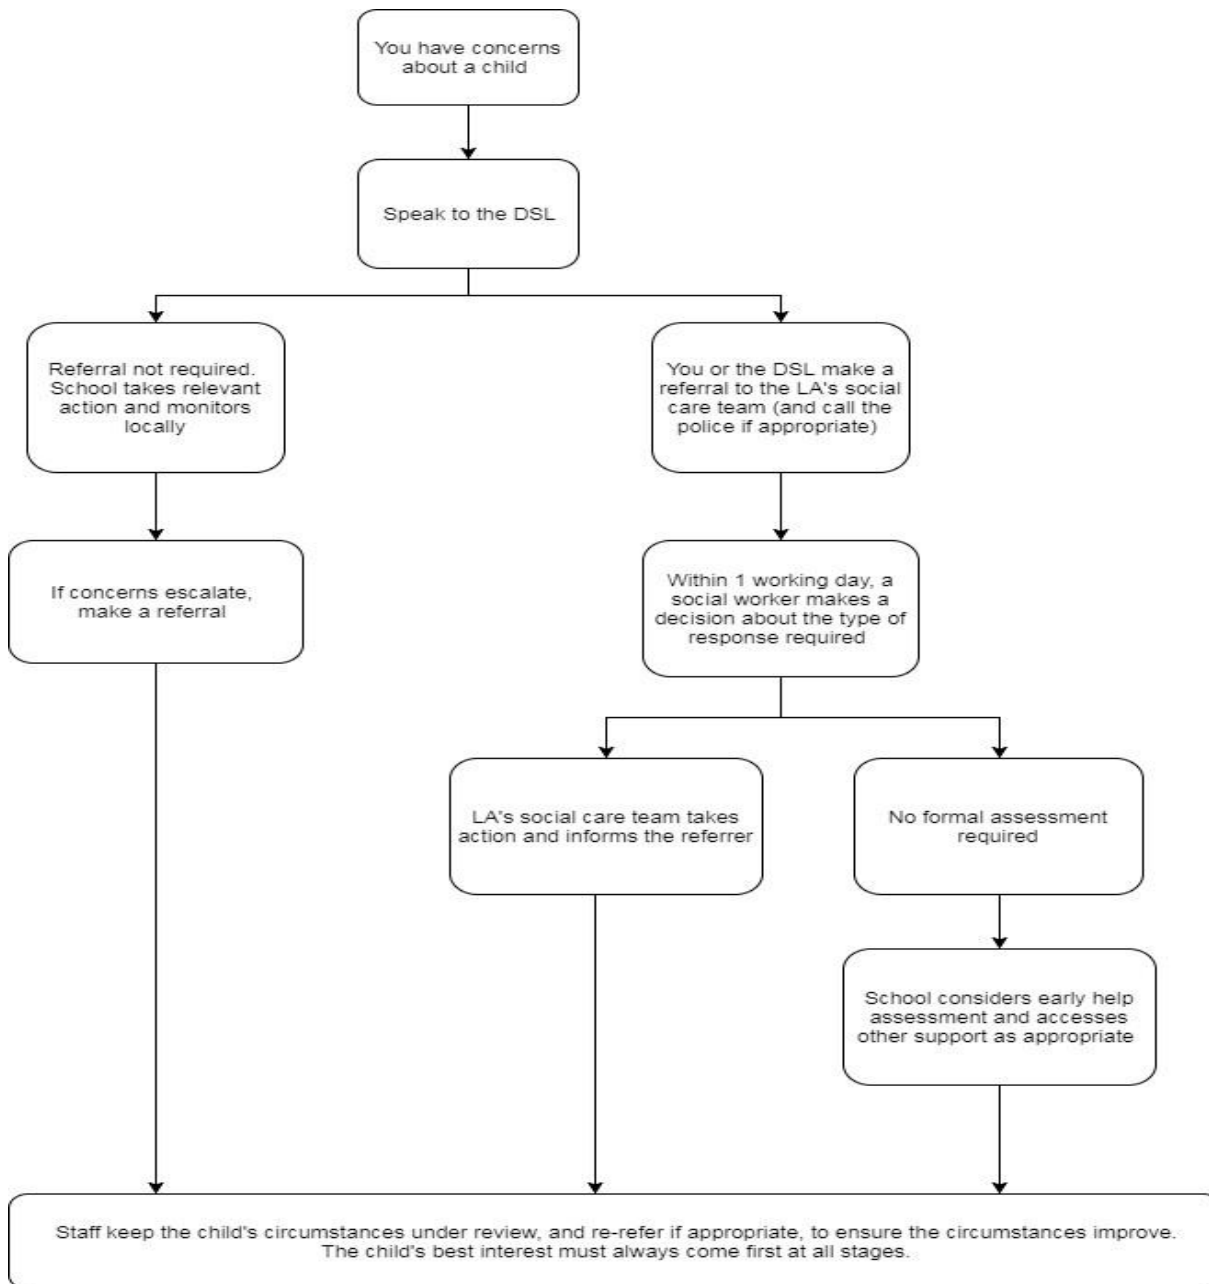 You have concerns
about a child
Speak to the DSL
Referral not required.
School takes relevant
action and monitors
locally
You or the DSL make a
referral to the LA's social
care team (and call the
police if appropriate)
If concerns escalate,
make a referral
Within 1 working day, a
social worker makes a
decision about the type of
response required
LA's social care team takes
action and informs the referrer
No formal assessment
required
School considers early help
assessment and accesses
other support as appropriate
Staff keep the child's circumstances under review, and re-refer if appropriate, to ensure the circumstances improve.
The child's best interest must always come first at all stages.